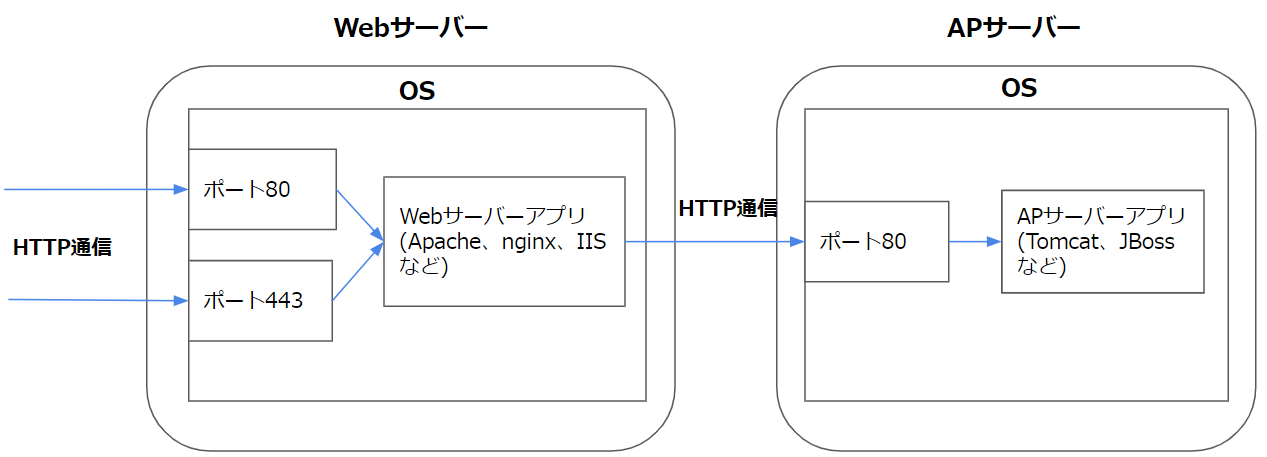 Webサーバー
APサーバー
OS
OS
ポート80
Webサーバーアプリ
(Apache、nginx、IIS
など)
HTTP通信
ポート80
APサーバーアプリ
(Tomcat、JBoss
など)
HTTP通信
ポート443